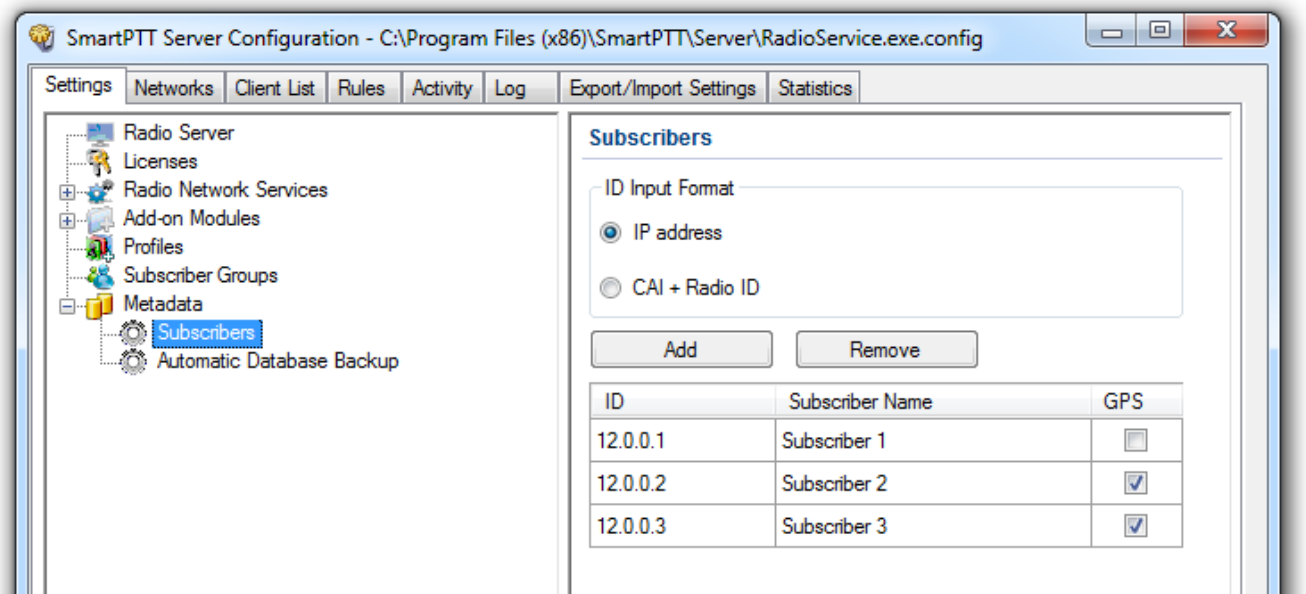 SmartPTT Server Configuration - C:\Program Files (x86)\SmartPTT\Server\RadioService.exe.config
Settings Networks Client List Rules Activity Log Export/Import Settings Statistics
Radio Server
Licenses
Radio Network Services
Add-on Modules
Profiles
Subscriber Groups
Metadata
Subscribers
Automatic Database Backup
Subscribers
ID Input Format
IP address
CAI + Radio ID
Add Remove
ID Subscriber Name GPS
12.0.0.1 Subscriber 1
12.0.0.2 Subscriber 2
12.0.0.3 Subscriber 3